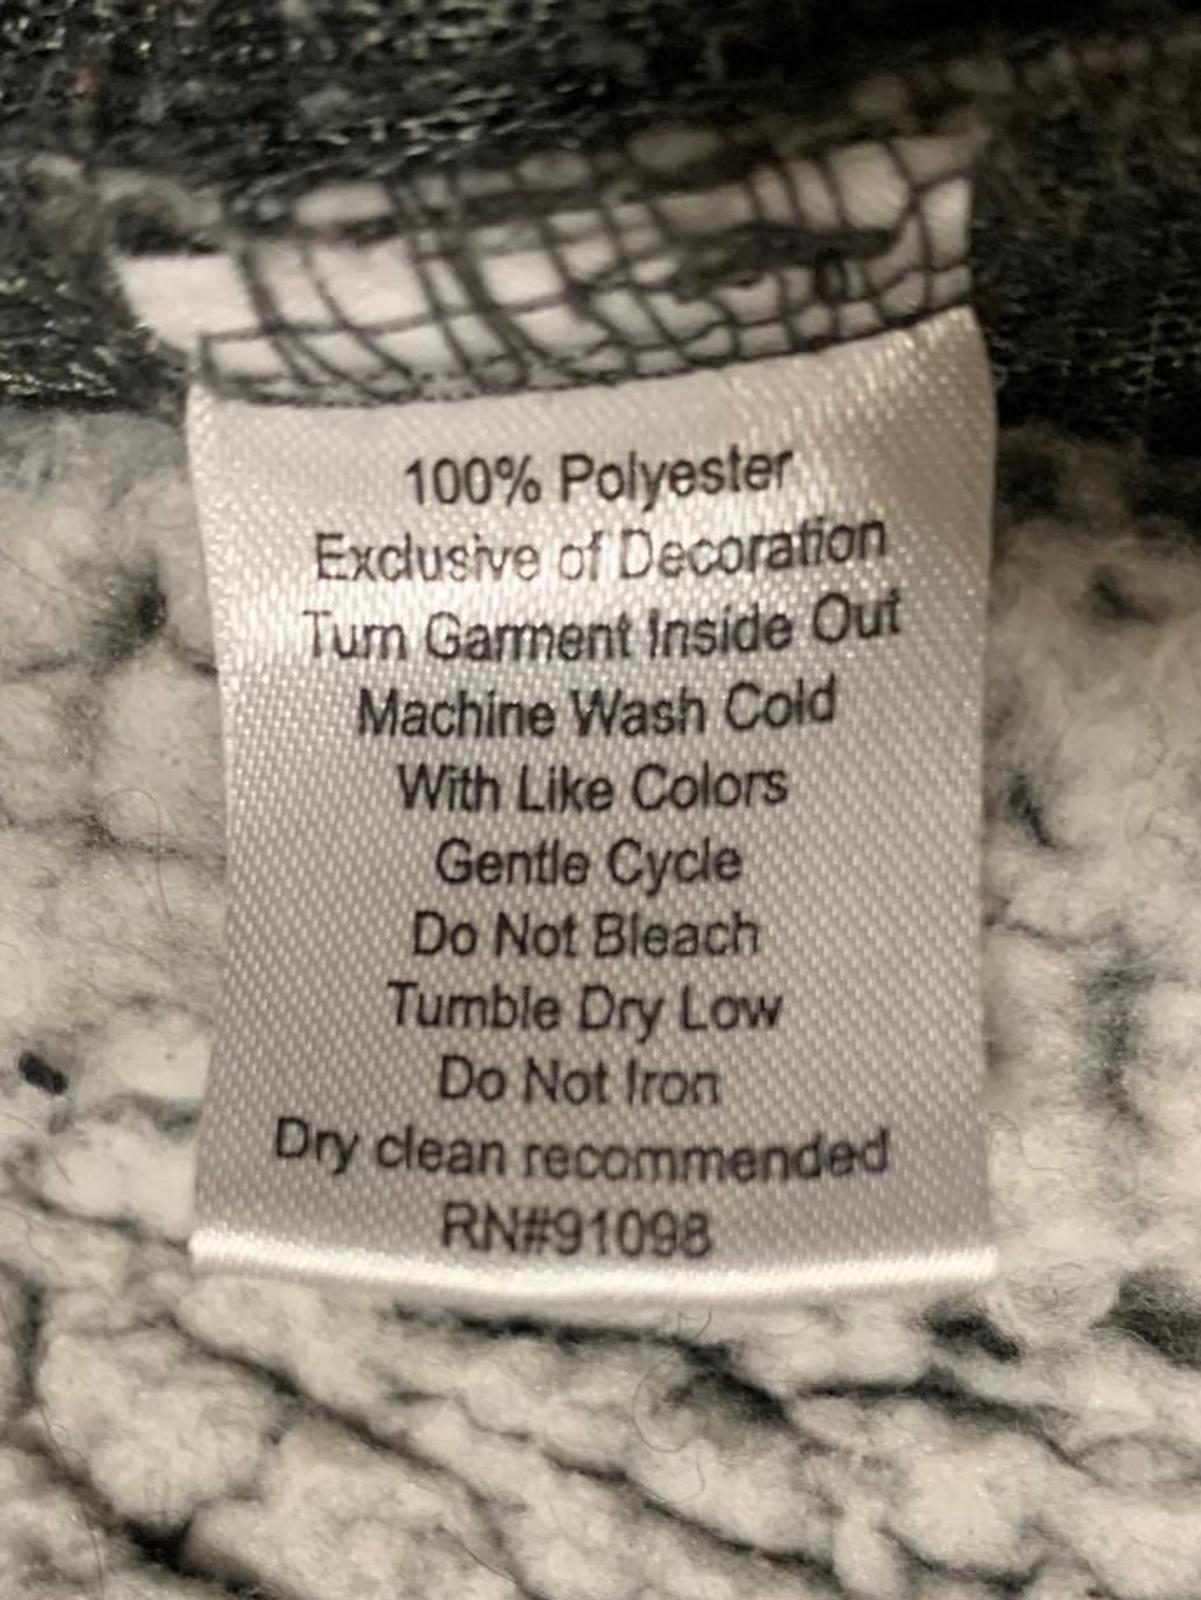 100% Polyester
Exclusive of Decoration
Turn Garment Inside Out
Machine Wash Cold
With Like Colors
Gentle Cycle
Do Not Bleach
Tumble Dry Low
Do Not Iron
Dry clean recommended
RN#91098